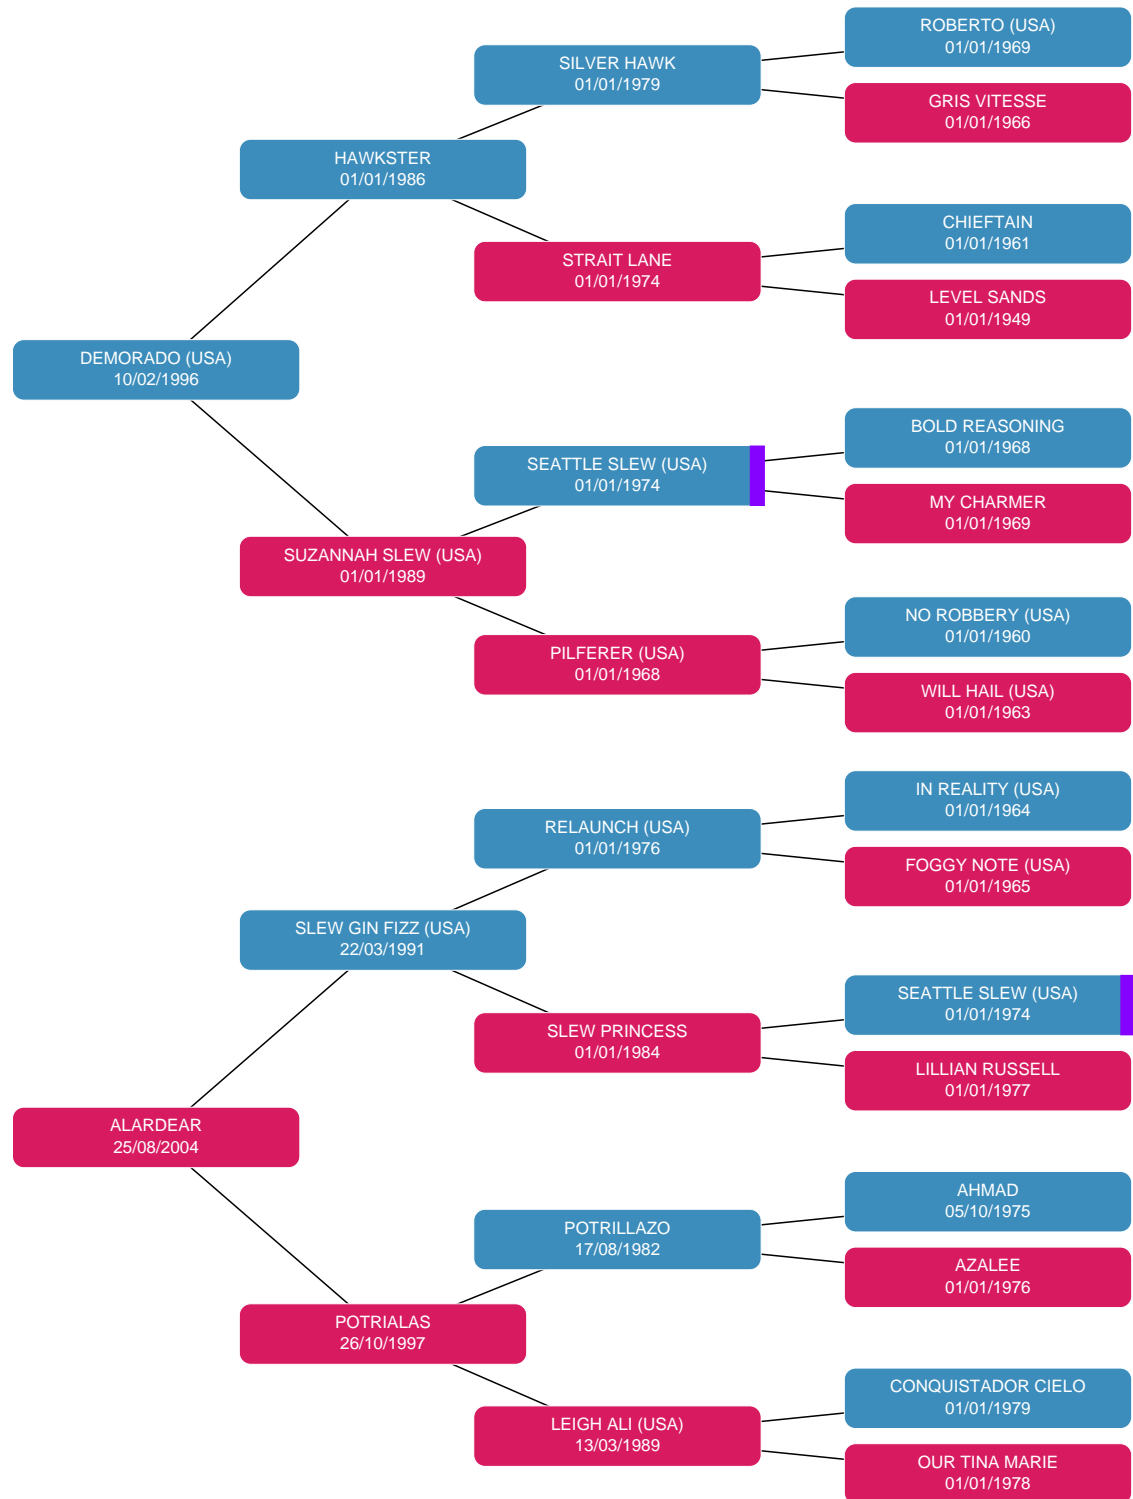 ROBERTO (USA)
01/01/1969
SILVER HAWK
01/01/1979
GRIS VITESSE
01/01/1966
HAWKSTER
01/01/1986
CHIEFTAIN
01/01/1961
STRAIT LANE
01/01/1974
LEVEL SANDS
01/01/1949
DEMORADO (USA)
10/02/1996
BOLD REASONING
01/01/1968
SEATTLE SLEW (USA)
01/01/1974
MY CHARMER
01/01/1969
SUZANNAH SLEW (USA)
01/01/1989
NO ROBBERY (USA)
01/01/1960
PILFERER (USA)
01/01/1968
WILL HAIL (USA)
01/01/1963
IN REALITY (USA)
01/01/1964
RELAUNCH (USA)
01/01/1976
FOGGY NOTE (USA)
01/01/1965
SLEW GIN FIZZ (USA)
22/03/1991
SEATTLE SLEW (USA)
01/01/1974
SLEW PRINCESS
01/01/1984
LILLIAN RUSSELL
01/01/1977
ALARDEAR
25/08/2004
AHMAD
05/10/1975
POTRILLAZO
17/08/1982
AZALEE
01/01/1976
POTRIALAS
26/10/1997
CONQUISTADOR CIELO
01/01/1979
LEIGH ALI (USA)
13/03/1989
OUR TINA MARIE
01/01/1978